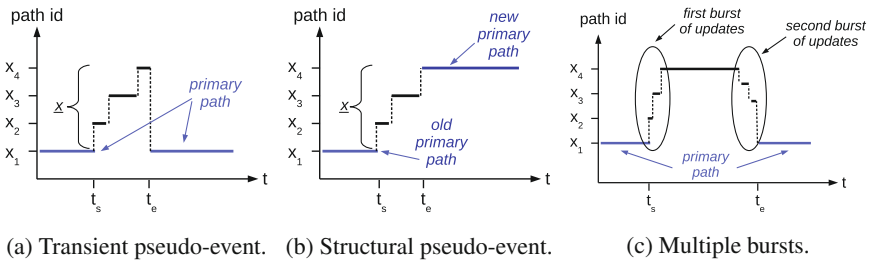 path id
x4
x3
x2
x1
x
primary
path
ts
te
t
(a) Transient pseudo-event.
path id
x4
x3
x2
x1
x
new
primary
path
old
primary
path
ts
te
t
(b) Structural pseudo-event.
path id
first burst
of updates
second burst
of updates
x4
x3
x2
x1
primary
path
ts
te
t
(c) Multiple bursts.